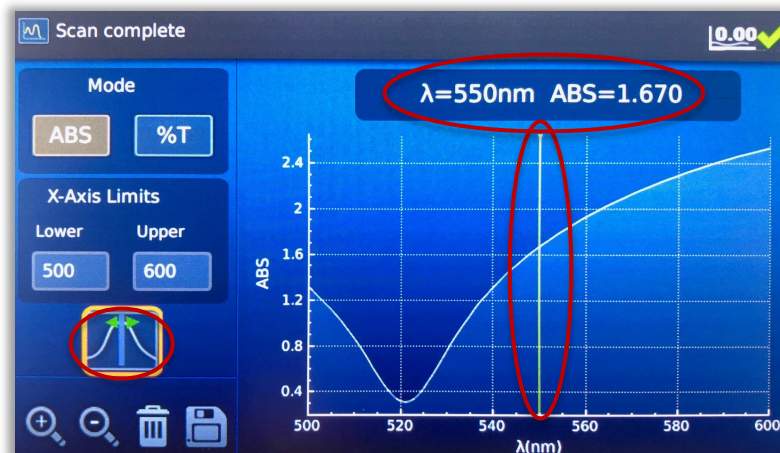 Scan complete
0.00
Mode
ABS
%T
X-Axis Limits
Lower
Upper
500
600
λ=550nm ABS=1.670
ABS
2.4
2
1.6
1.2
0.8
0.4
500
520
540
560
580
600
λ(nm)